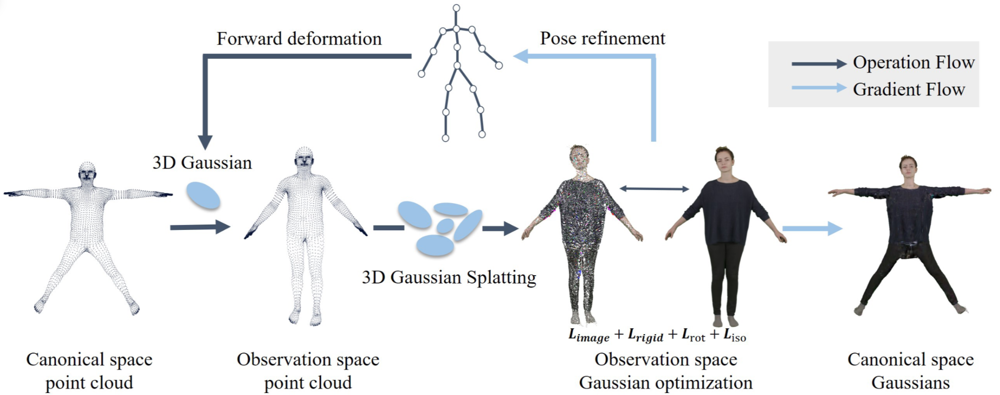 Forward deformation
Pose refinement
Operation Flow
Gradient Flow
3D Gaussian
3D Gaussian Splatting
L_image + L_rigid + L_rot + L_iso
Canonical space
point cloud
Observation space
point cloud
Observation space
Gaussian optimization
Canonical space
Gaussians